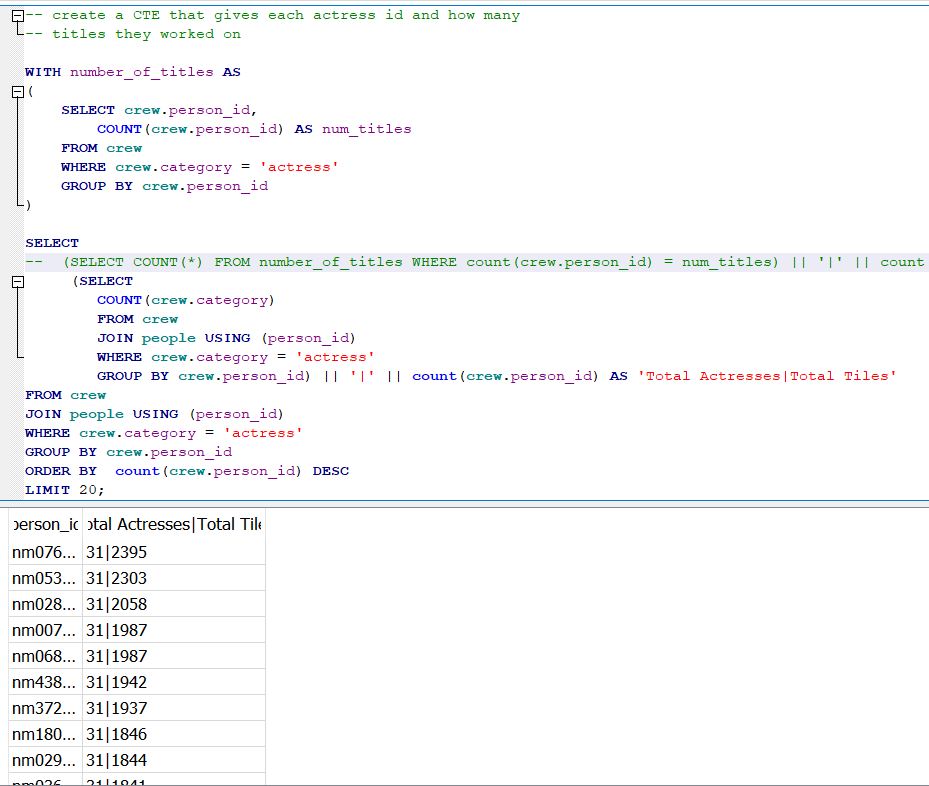 -- create a CTE that gives each actress id and how many
-- titles they worked on
WITH number_of_titles AS
(
SELECT crew.person_id,
COUNT(crew.person_id) AS num_titles
FROM crew
WHERE crew.category = 'actress'
GROUP BY crew.person_id
)
SELECT
--  (SELECT COUNT(*) FROM number_of_titles WHERE count(crew.person_id) = num_titles) || '|' || count
(SELECT
COUNT(crew.category)
FROM crew
JOIN people USING (person_id)
WHERE crew.category = 'actress'
GROUP BY crew.person_id) || '|' || count(crew.person_id) AS 'Total Actresses|Total Tiles'
FROM crew
JOIN people USING (person_id)
WHERE crew.category = 'actress'
GROUP BY crew.person_id
ORDER BY  count(crew.person_id) DESC
LIMIT 20;
person_id otal Actresses|Total Tile
nm076... 31|2395
nm053... 31|2303
nm028... 31|2058
nm007... 31|1987
nm068... 31|1987
nm438... 31|1942
nm372... 31|1937
nm180... 31|1846
nm029... 31|1844
31|1841